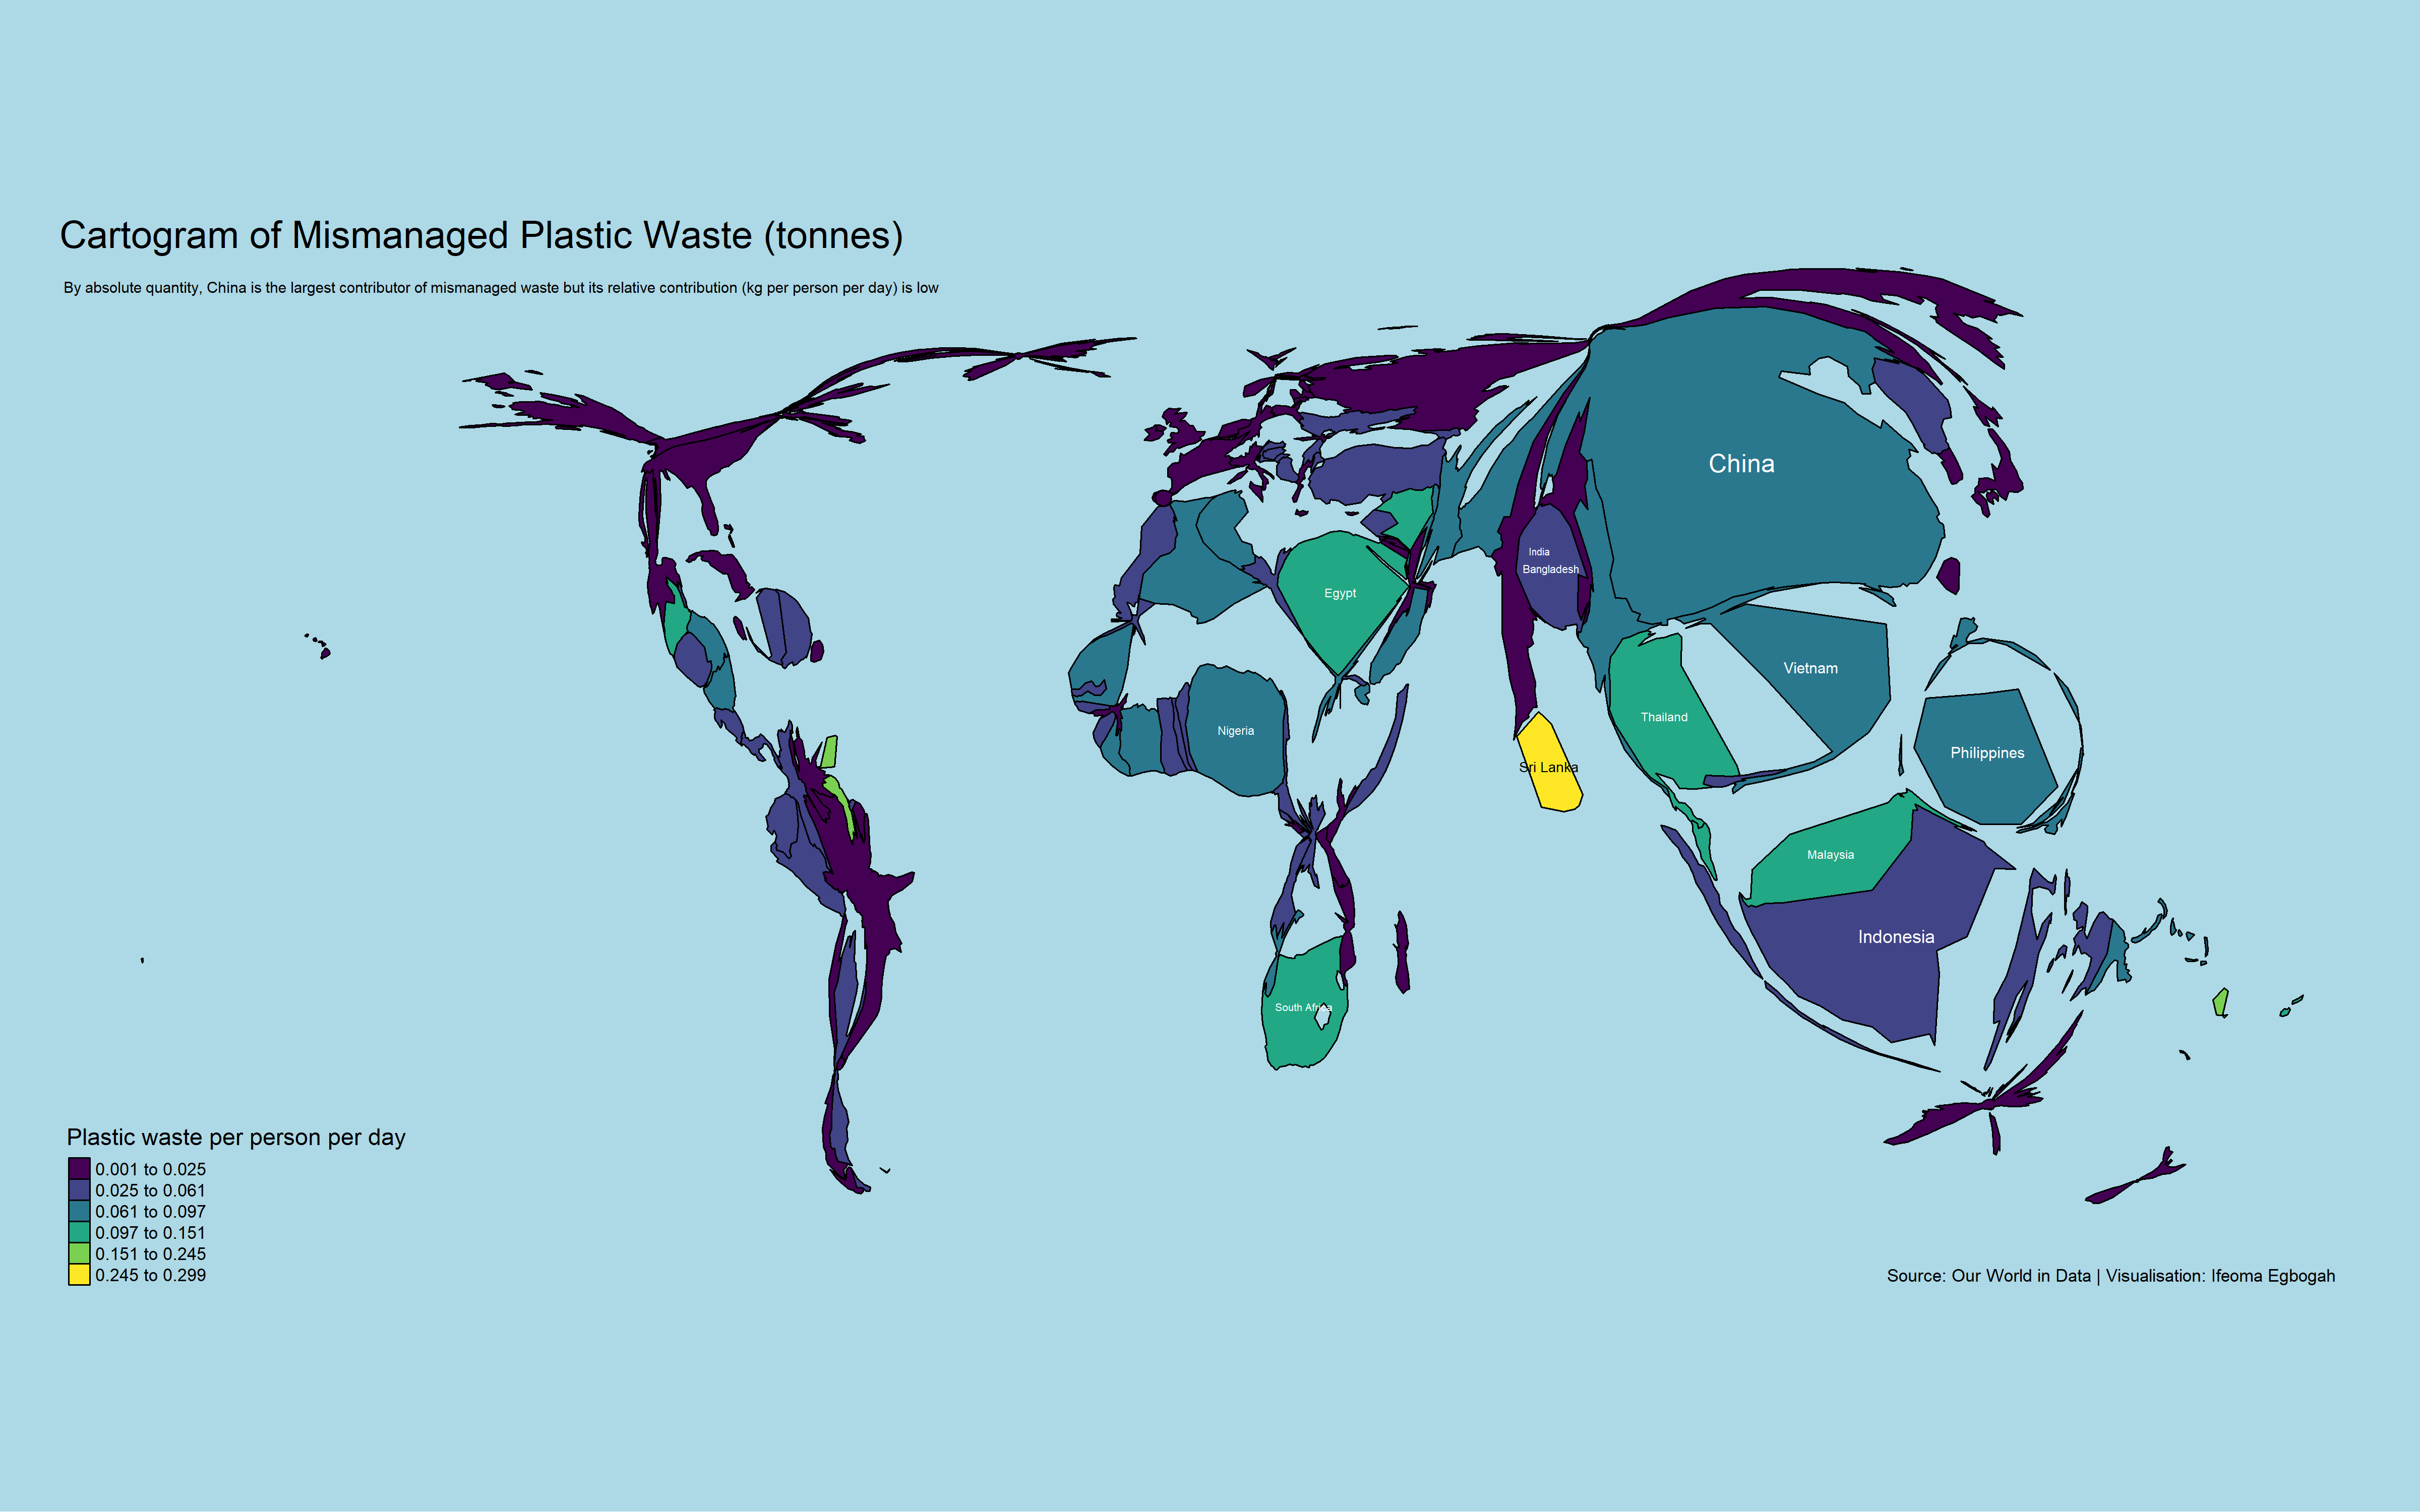 Cartogram of Mismanaged Plastic Waste (tonnes)
By absolute quantity, China is the largest contributor of mismanaged waste but its relative contribution (kg per person per day) is low
China
India
Bangladesh
Egypt
Vietnam
Thailand
Nigeria
Philippines
Sri Lanka
Malaysia
Indonesia
South Africa
Plastic waste per person per day
0.001 to 0.025
0.025 to 0.061
0.061 to 0.097
0.097 to 0.151
0.151 to 0.245
0.245 to 0.299
Source: Our World in Data | Visualisation: Ifeoma Egbogah